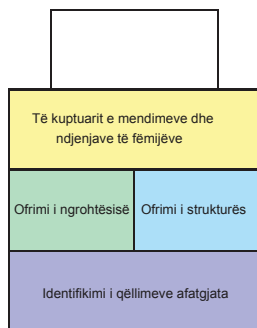 Të kuptuarit e mendimeve dhe
ndjenjave të fëmijëve
Ofrimi i ngrohtësisë
Ofrimi i strukturës
Identifikimi i qëllimeve afatgjata